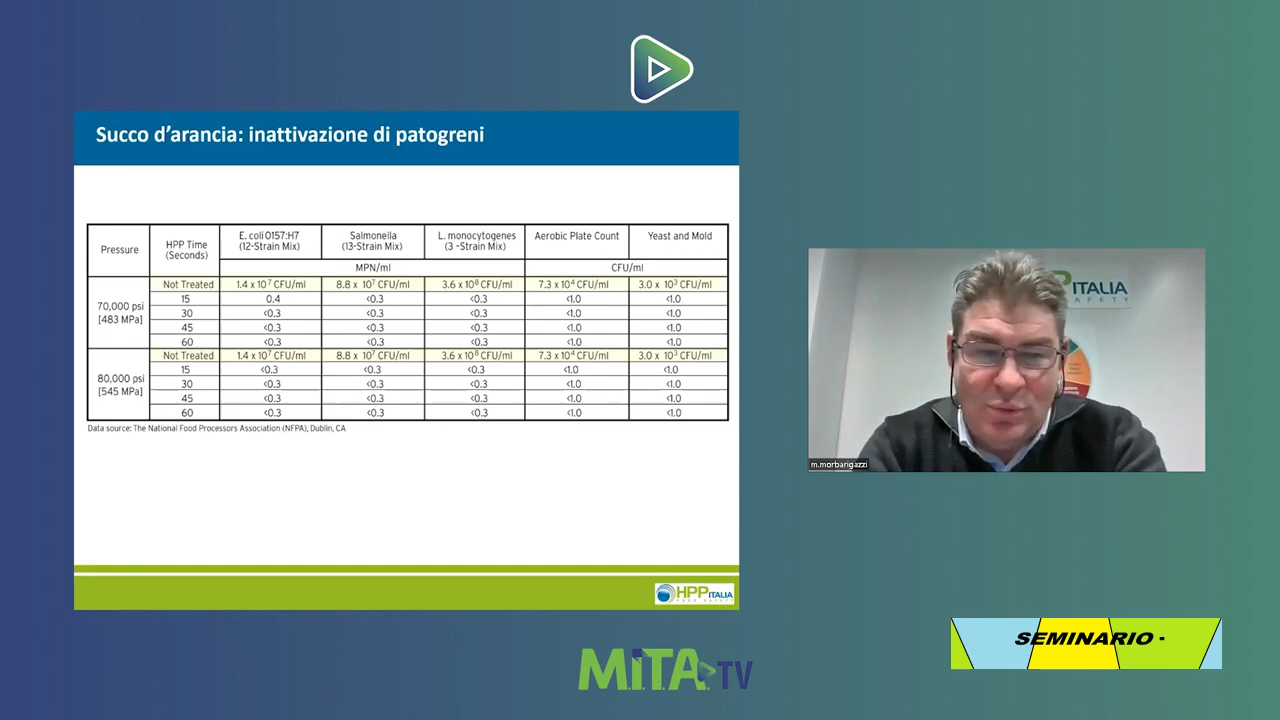 Succo d’arancia: inattivazione di patogreni
Pressure HPP Time (Seconds) E. coli O157:H7 (12-Strain Mix) Salmonella (13-Strain Mix) L. monocytogenes (3 -Strain Mix) Aerobic Plate Count Yeast and Mold
MPN/ml CFU/ml
70,000 psi [483 MPa]
Not Treated 1.4 x 10⁷ CFU/ml 8.8 x 10⁷ CFU/ml 3.6 x 10⁸ CFU/ml 7.3 x 10⁴ CFU/ml 3.0 x 10³ CFU/ml
15 0.4 <0.3 <0.3 <1.0 <1.0
30 <0.3 <0.3 <0.3 <1.0 <1.0
45 <0.3 <0.3 <0.3 <1.0 <1.0
60 <0.3 <0.3 <0.3 <1.0 <1.0
80,000 psi [545 MPa]
Not Treated 1.4 x 10⁷ CFU/ml 8.8 x 10⁷ CFU/ml 3.6 x 10⁸ CFU/ml 7.3 x 10⁴ CFU/ml 3.0 x 10³ CFU/ml
15 <0.3 <0.3 <0.3 <1.0 <1.0
30 <0.3 <0.3 <0.3 <1.0 <1.0
45 <0.3 <0.3 <0.3 <1.0 <1.0
60 <0.3 <0.3 <0.3 <1.0 <1.0
Data source: The National Food Processors Association (NFPA), Dublin, CA
HPP ITALIA
P ITALIA
m.morbarigazzi
SEMINARIO -
M.I.T.A. TV